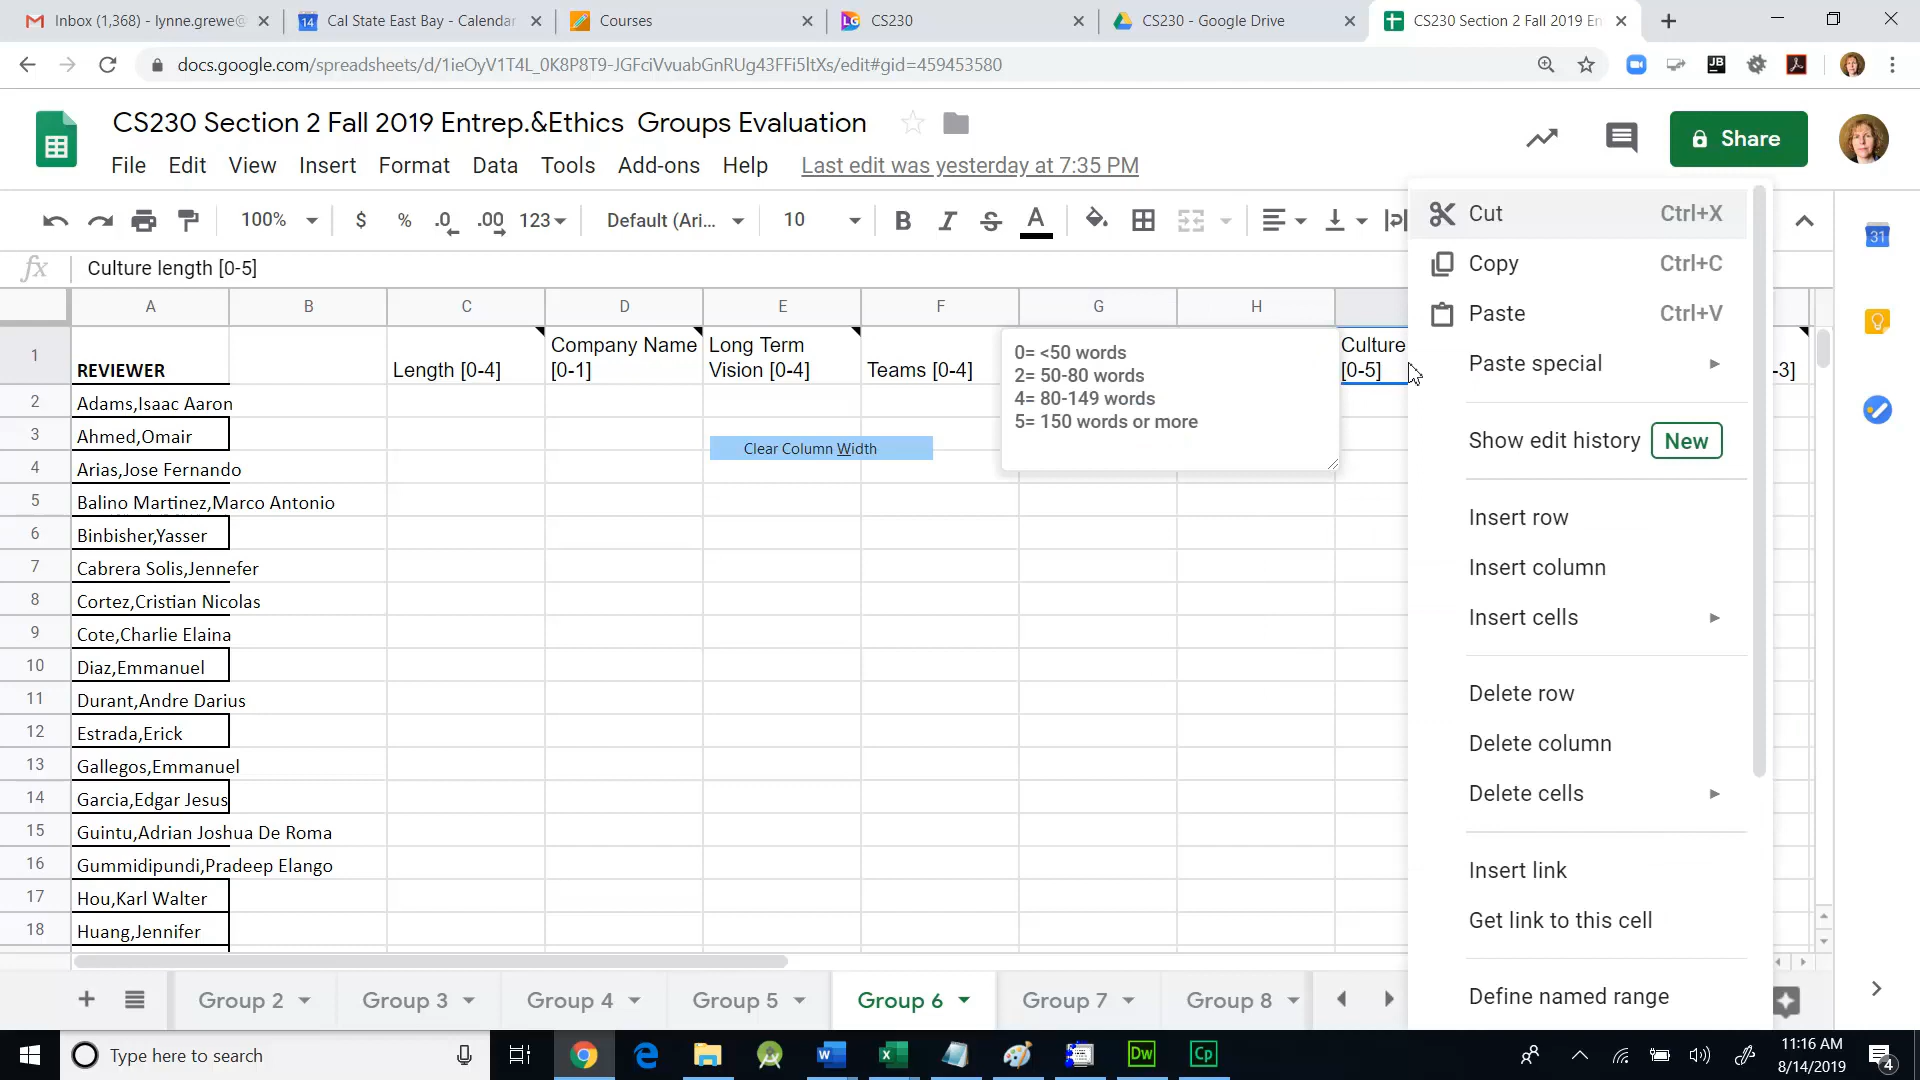 Inbox (1,368) - lynne.grewe@
14
Cal State East Bay - Calendar
Courses
LG
CS230
CS230 - Google Drive
CS230 Section 2 Fall 2019 En
docs.google.com/spreadsheets/d/1ieOyV1T4L_0K8P8T9-JGFciVvuabGnRUg43FFi5ltXs/edit#gid=459453580
JB
CS230 Section 2 Fall 2019 Entrep.&Ethics  Groups Evaluation
Share
File Edit View Insert Format Data Tools Add-ons Help
Last edit was yesterday at 7:35 PM
100% $ % .0 .00 123 Default (Ari... 10 B I S A
31
fx Culture length [0-5]
A B C D E F G H
1
REVIEWER
Length [0-4]
Company Name
[0-1]
Long Term
Vision [0-4]
Teams [0-4]
Culture
[0-5]
-3]
0= <50 words
2= 50-80 words
4= 80-149 words
5= 150 words or more
Clear Column Width
2 Adams,Isaac Aaron
3 Ahmed,Omair
4 Arias,Jose Fernando
5 Balino Martinez,Marco Antonio
6 Binbisher,Yasser
7 Cabrera Solis,Jennefer
8 Cortez,Cristian Nicolas
9 Cote,Charlie Elaina
10 Diaz,Emmanuel
11 Durant,Andre Darius
12 Estrada,Erick
13 Gallegos,Emmanuel
14 Garcia,Edgar Jesus
15 Guintu,Adrian Joshua De Roma
16 Gummidipundi,Pradeep Elango
17 Hou,Karl Walter
18 Huang,Jennifer
Cut Ctrl+X
Copy Ctrl+C
Paste Ctrl+V
Paste special
Show edit history New
Insert row
Insert column
Insert cells
Delete row
Delete column
Delete cells
Insert link
Get link to this cell
Define named range
Group 2 Group 3 Group 4 Group 5 Group 6 Group 7 Group 8
Type here to search
W
X
Dw
Cp
11:16 AM
8/14/2019
4